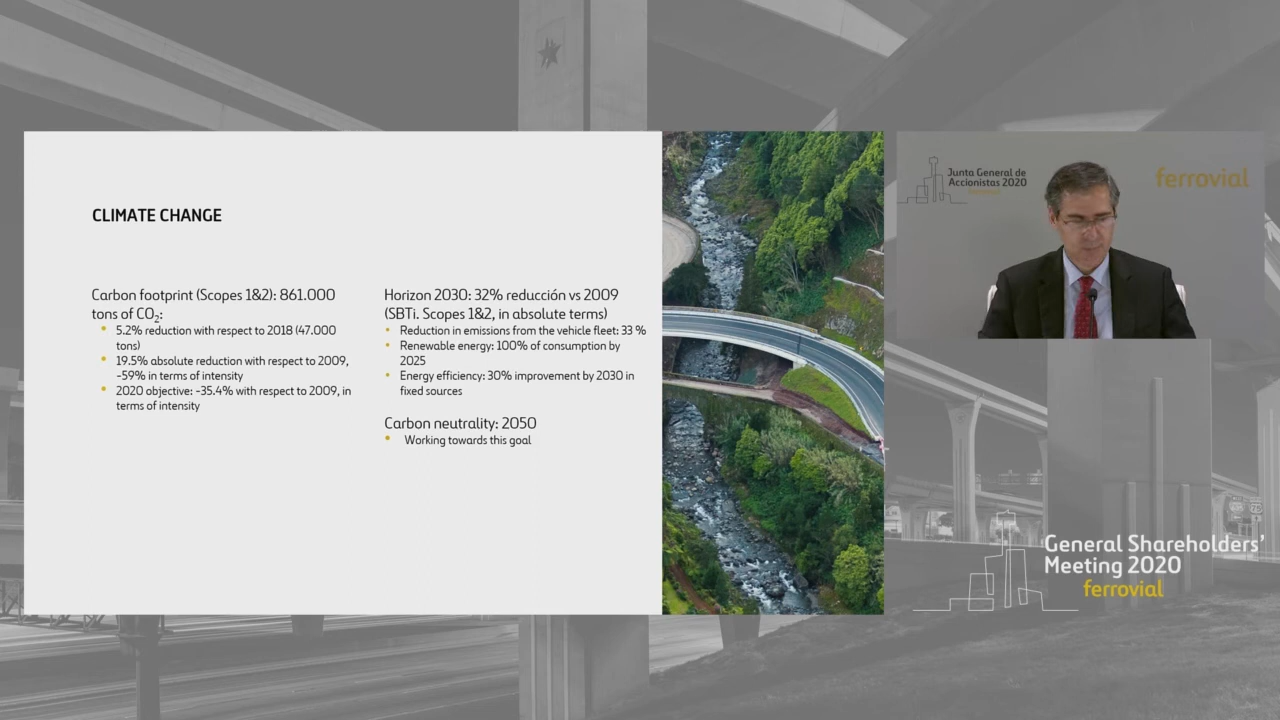 CLIMATE CHANGE
Carbon footprint (Scopes 1&2): 861.000
tons of CO₂:
• 5.2% reduction with respect to 2018 (47.000
tons)
• 19.5% absolute reduction with respect to 2009,
-59% in terms of intensity
• 2020 objective: -35.4% with respect to 2009, in
terms of intensity
Horizon 2030: 32% reducción vs 2009
(SBTi. Scopes 1&2, in absolute terms)
• Reduction in emissions from the vehicle fleet: 33 %
• Renewable energy: 100% of consumption by
2025
• Energy efficiency: 30% improvement by 2030 in
fixed sources
Carbon neutrality: 2050
• Working towards this goal
Junta General de
Accionistas 2020
ferrovial
ferrovial
General Shareholders'
Meeting 2020
ferrovial